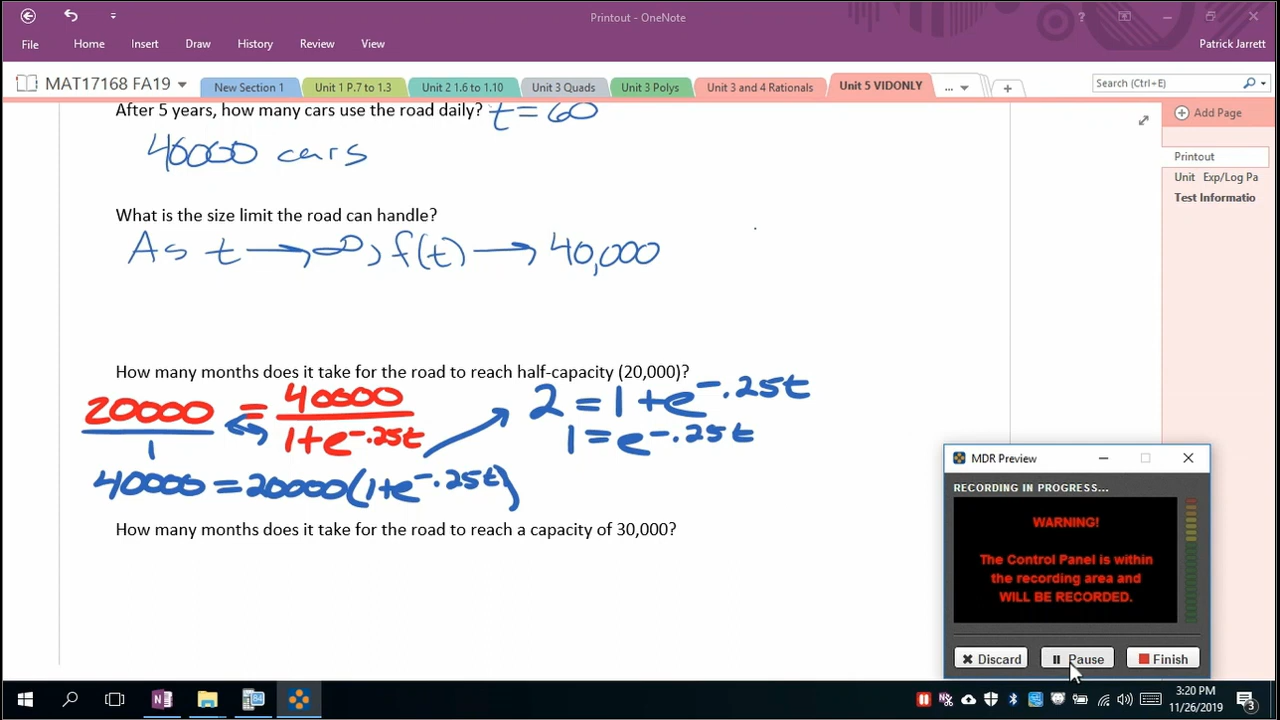 Printout - OneNote
?
File Home Insert Draw History Review View Patrick Jarrett
MAT17168 FA19 New Section 1 Unit 1 P.7 to 1.3 Unit 2 1.6 to 1.10 Unit 3 Quads Unit 3 Polys Unit 3 and 4 Rationals Unit 5 VIDONLY ... Search (Ctrl+E)
Add Page
Printout
Unit Exp/Log Pa
Test Informatio
After 5 years, how many cars use the road daily? t = 60
40000 cars
What is the size limit the road can handle?
As t → ∞, f(t) → 40,000
How many months does it take for the road to reach half-capacity (20,000)?
20000/1 = 40000/(1+e^-.25t)
40000 = 20000(1+e^-.25t)
2 = 1+e^-.25t
1 = e^-.25t
How many months does it take for the road to reach a capacity of 30,000?
MDR Preview
RECORDING IN PROGRESS...
WARNING!
The Control Panel is within
the recording area and
WILL BE RECORDED.
Discard Pause Finish
3:20 PM
11/26/2019
3